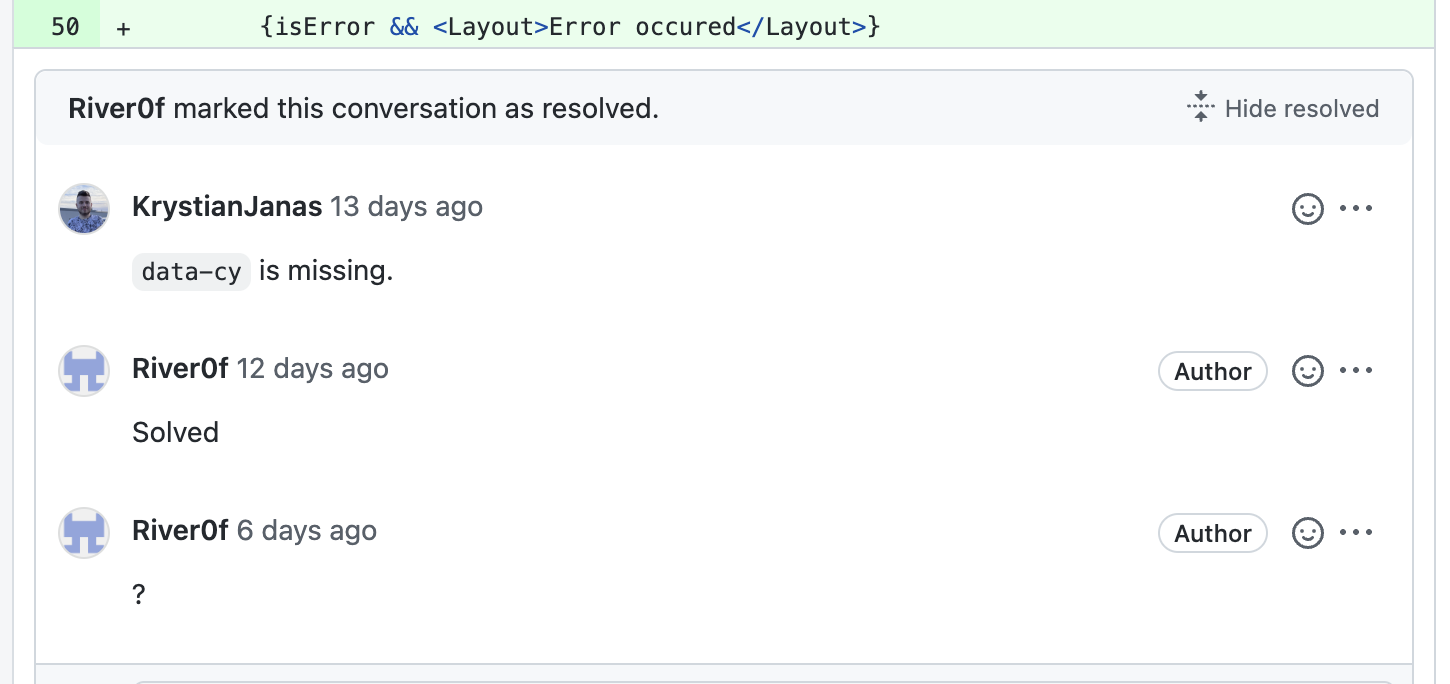 50 + {isError && <Layout>Error occured</Layout>}
River0f marked this conversation as resolved. Hide resolved
KrystianJanas 13 days ago
data-cy is missing.
River0f 12 days ago Author
Solved
River0f 6 days ago Author
?